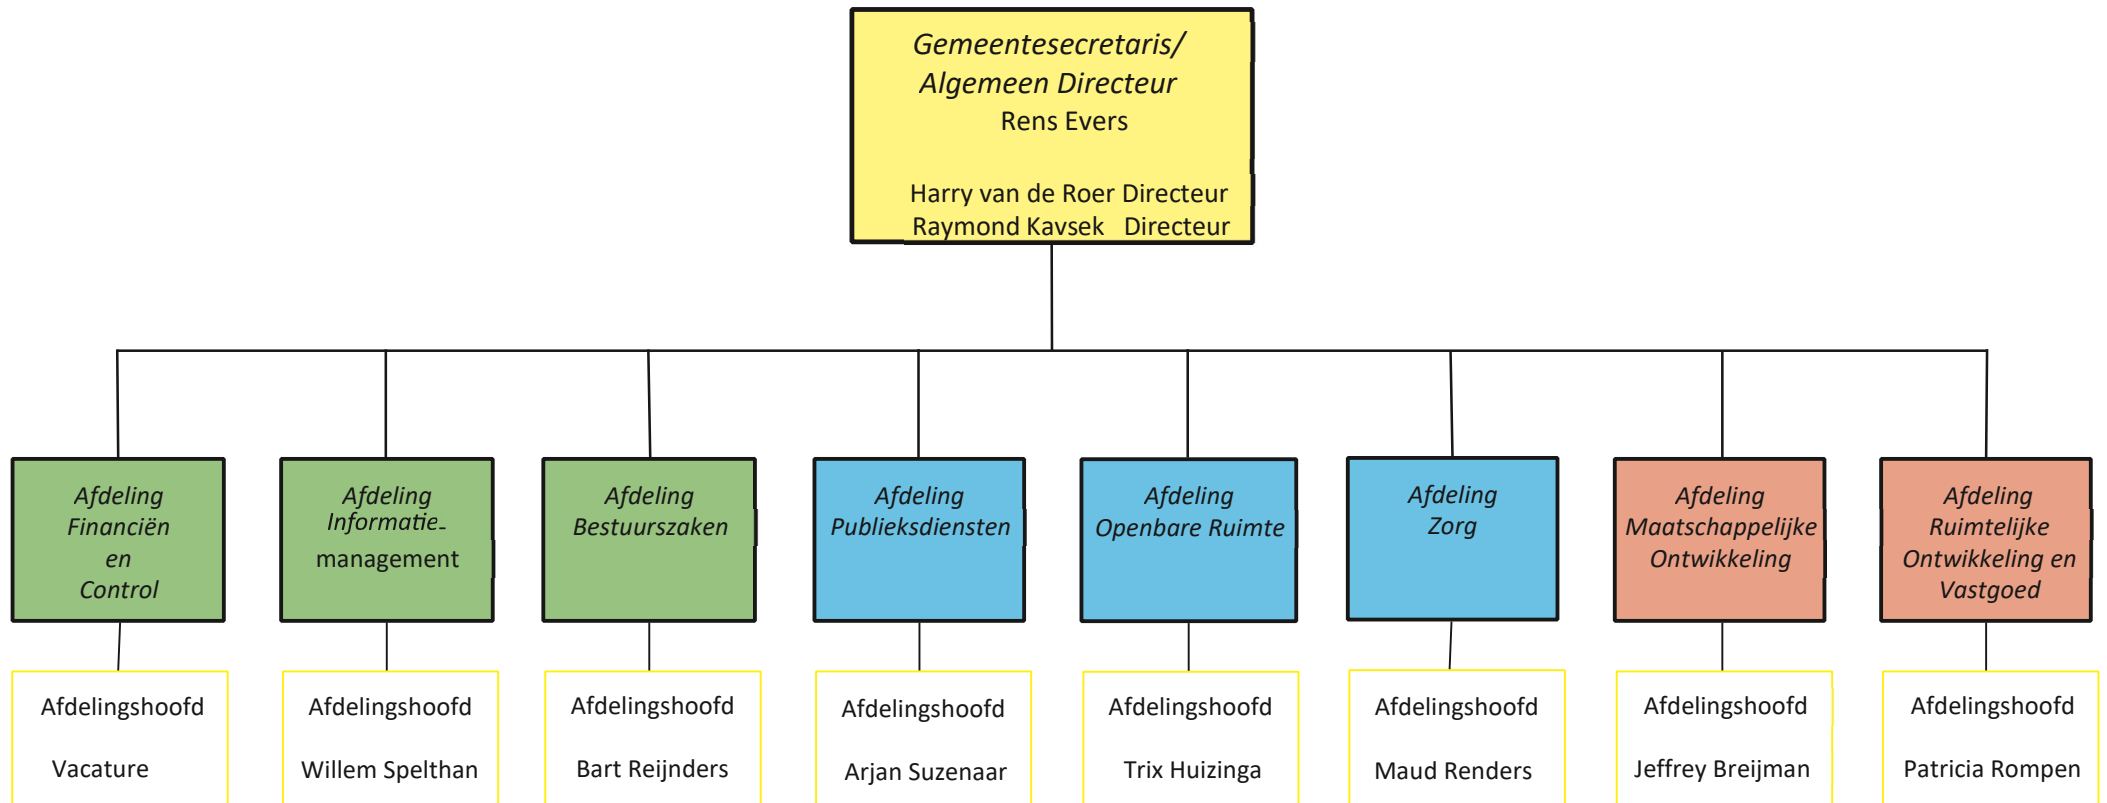 Gemeentesecretaris/
Algemeen Directeur
Rens Evers
Harry van de Roer Directeur
Raymond Kavsek Directeur
Afdeling
Financiën
en
Control
Afdeling
Informatie-
management
Afdeling
Bestuurszaken
Afdeling
Publieksdiensten
Afdeling
Openbare Ruimte
Afdeling
Zorg
Afdeling
Maatschappelijke
Ontwikkeling
Afdeling
Ruimtelijke
Ontwikkeling en
Vastgoed
Afdelingshoofd
Vacature
Afdelingshoofd
Willem Spelthan
Afdelingshoofd
Bart Reijnders
Afdelingshoofd
Arjan Suzenaar
Afdelingshoofd
Trix Huizinga
Afdelingshoofd
Maud Renders
Afdelingshoofd
Jeffrey Breijman
Afdelingshoofd
Patricia Rompen